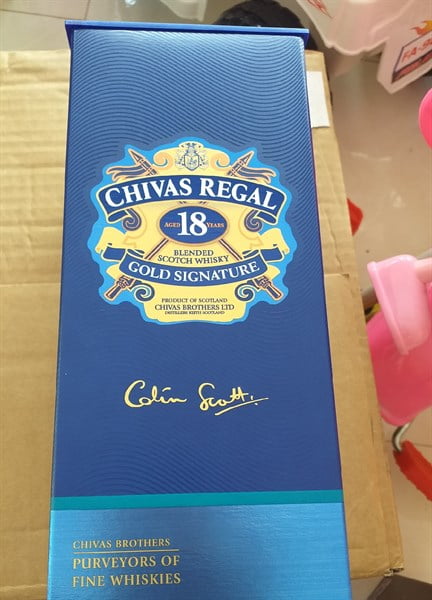 CHIVAS REGAL
AGED 18 YEARS
BLENDED
SCOTCH WHISKY
GOLD SIGNATURE
PRODUCT OF SCOTLAND
CHIVAS BROTHERS LTD
DISTILLERS KEITH SCOTLAND
Colin Scott.
CHIVAS BROTHERS
PURVEYORS OF
FINE WHISKIES